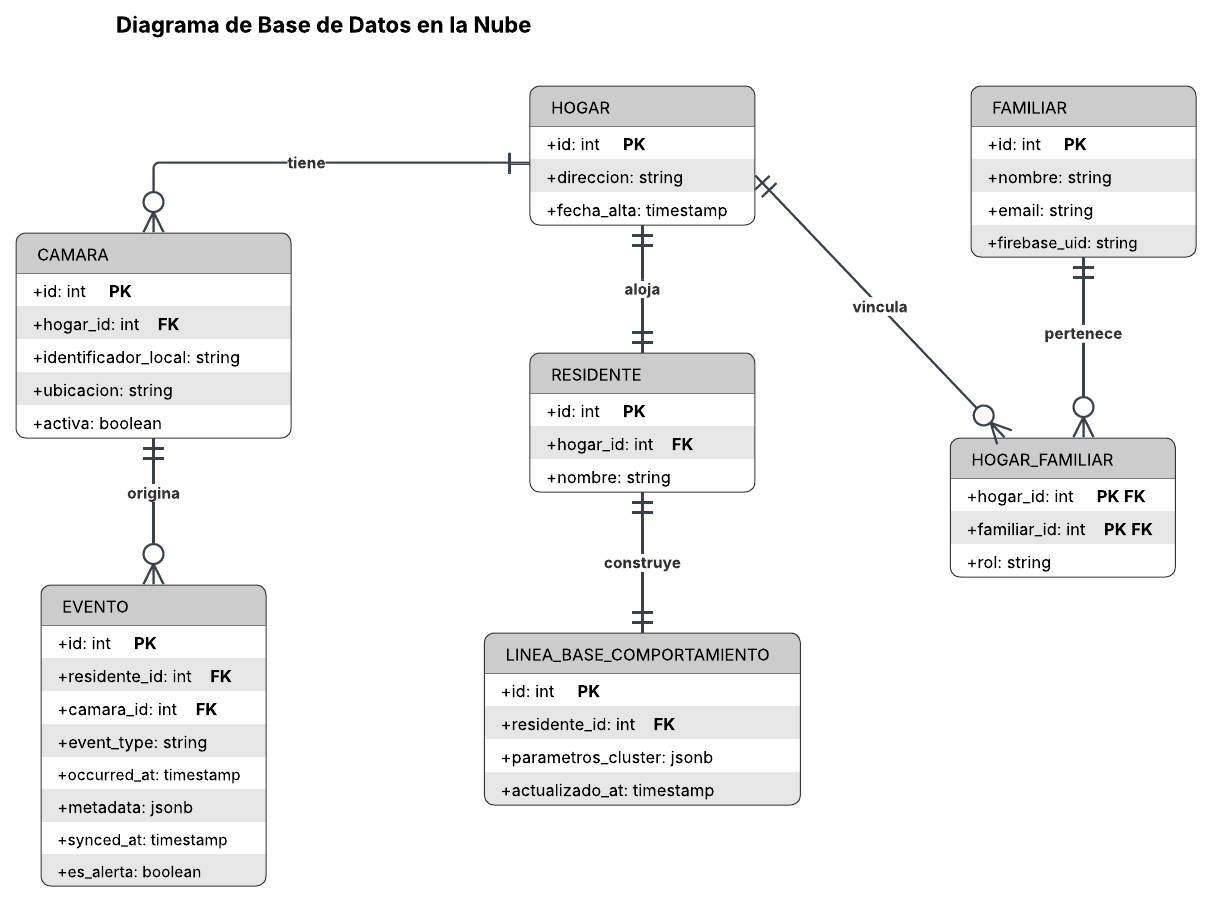 Diagrama de Base de Datos en la Nube
HOGAR
+id: int PK
+direccion: string
+fecha_alta: timestamp
FAMILIAR
+id: int PK
+nombre: string
+email: string
+firebase_uid: string
tiene
CAMARA
+id: int PK
+hogar_id: int FK
+identificador_local: string
+ubicacion: string
+activa: boolean
aloja
vincula
pertenece
RESIDENTE
+id: int PK
+hogar_id: int FK
+nombre: string
HOGAR_FAMILIAR
+hogar_id: int PK FK
+familiar_id: int PK FK
+rol: string
origina
construye
EVENTO
+id: int PK
+residente_id: int FK
+camara_id: int FK
+event_type: string
+occurred_at: timestamp
+metadata: jsonb
+synced_at: timestamp
+es_alerta: boolean
LINEA_BASE_COMPORTAMIENTO
+id: int PK
+residente_id: int FK
+parametros_cluster: jsonb
+actualizado_at: timestamp